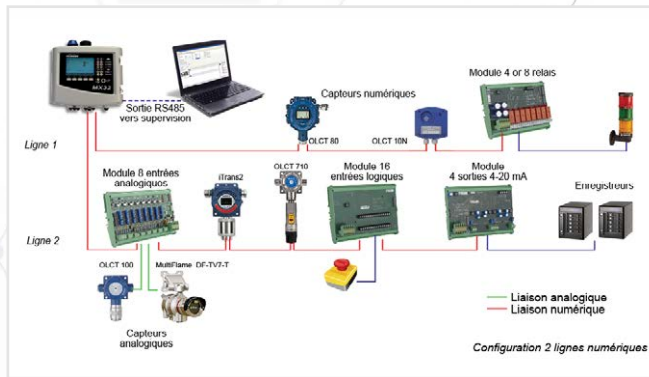 MX32
Sortie RS485
vers supervision
Capteurs numériques
OLCT 80
OLCT 10N
Module 4 or 8 relais
Ligne 1
Module 8 entrées
analogiques
iTrans2
OLCT 710
Module 16
entrées logiques
Module
4 sorties 4-20 mA
Enregistreurs
Ligne 2
OLCT 100
MultiFlame DF-TV7-T
Capteurs
analogiques
Liaison analogique
Liaison numérique
Configuration 2 lignes numériques